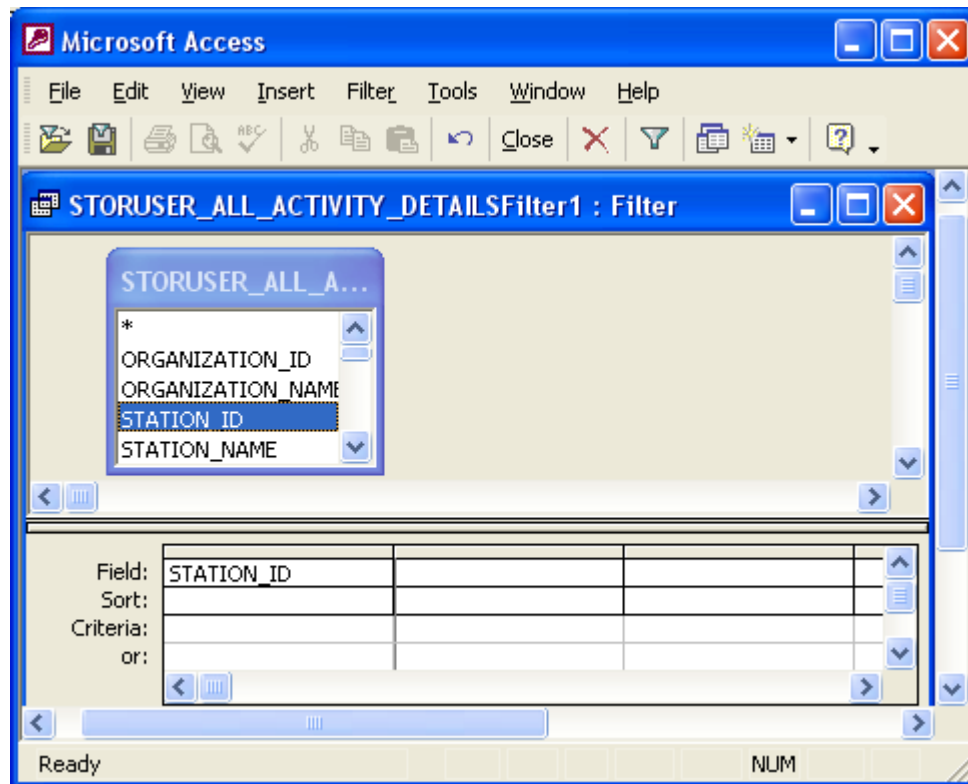 Microsoft Access
File Edit View Insert Filter Tools Window Help
ABC Close
STORUSER_ALL_ACTIVITY_DETAILSFilter1 : Filter
STORUSER_ALL_A...
*
ORGANIZATION_ID
ORGANIZATION_NAME
STATION_ID
STATION_NAME
Field: STATION_ID
Sort:
Criteria:
or:
Ready NUM